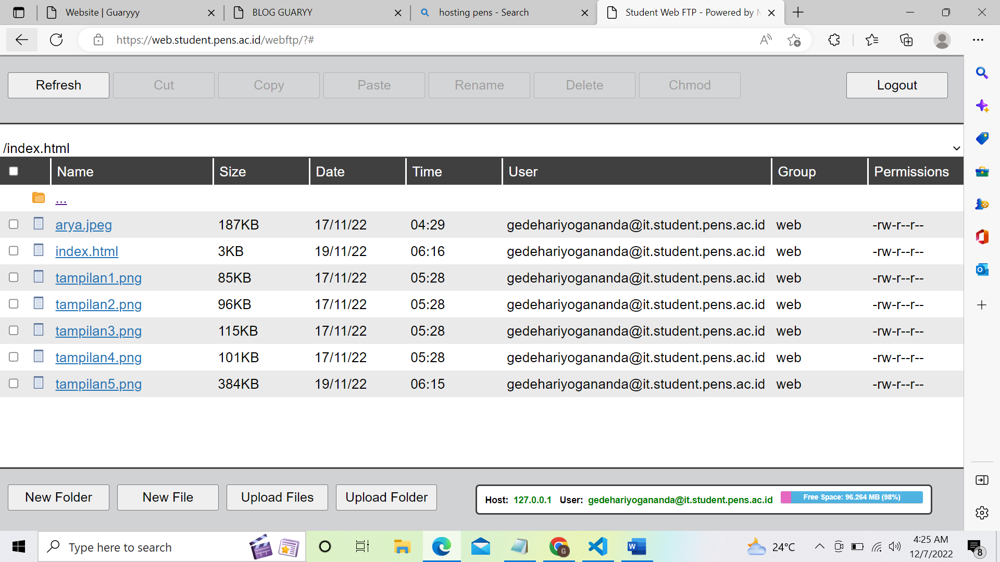 Website | Guaryyy
BLOG GUARYY
hosting pens - Search
Student Web FTP - Powered by M
https://web.student.pens.ac.id/webftp/?#
Refresh Cut Copy Paste Rename Delete Chmod Logout
/index.html
Name Size Date Time User Group Permissions
...
arya.jpeg 187KB 17/11/22 04:29 gedehariyogananda@it.student.pens.ac.id web -rw-r--r--
index.html 3KB 19/11/22 06:16 gedehariyogananda@it.student.pens.ac.id web -rw-r--r--
tampilan1.png 85KB 17/11/22 05:28 gedehariyogananda@it.student.pens.ac.id web -rw-r--r--
tampilan2.png 96KB 17/11/22 05:28 gedehariyogananda@it.student.pens.ac.id web -rw-r--r--
tampilan3.png 115KB 17/11/22 05:28 gedehariyogananda@it.student.pens.ac.id web -rw-r--r--
tampilan4.png 101KB 17/11/22 05:28 gedehariyogananda@it.student.pens.ac.id web -rw-r--r--
tampilan5.png 384KB 19/11/22 06:15 gedehariyogananda@it.student.pens.ac.id web -rw-r--r--
New Folder New File Upload Files Upload Folder
Host: 127.0.0.1 User: gedehariyogananda@it.student.pens.ac.id Free Space: 96.264 MB (98%)
Type here to search
24°C
4:25 AM
12/7/2022
8